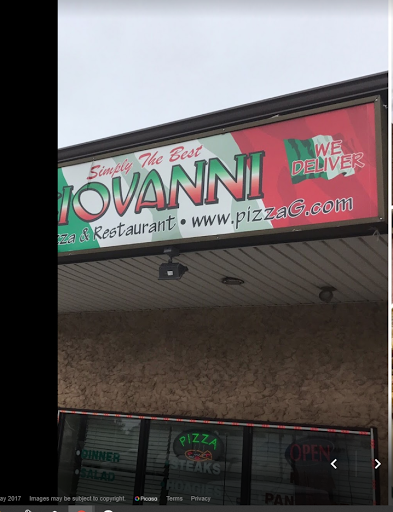 Simply The Best
IOVANNI
WE
DELIVER
zza & Restaurant • www.pizzaG.com
PIZZA
STEAKS
OPEN
DINNER
SALAD
ay 2017 Images may be subject to copyright. Picasa Terms Privacy